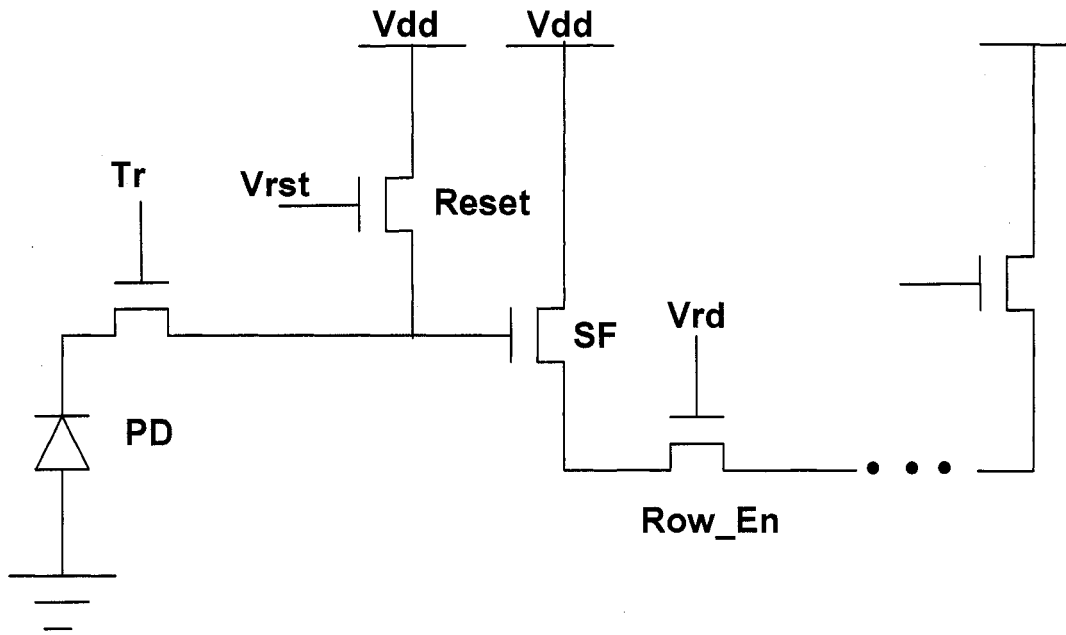 Vdd
Vdd
Tr
Vrst
Reset
SF
Vrd
PD
Row_En